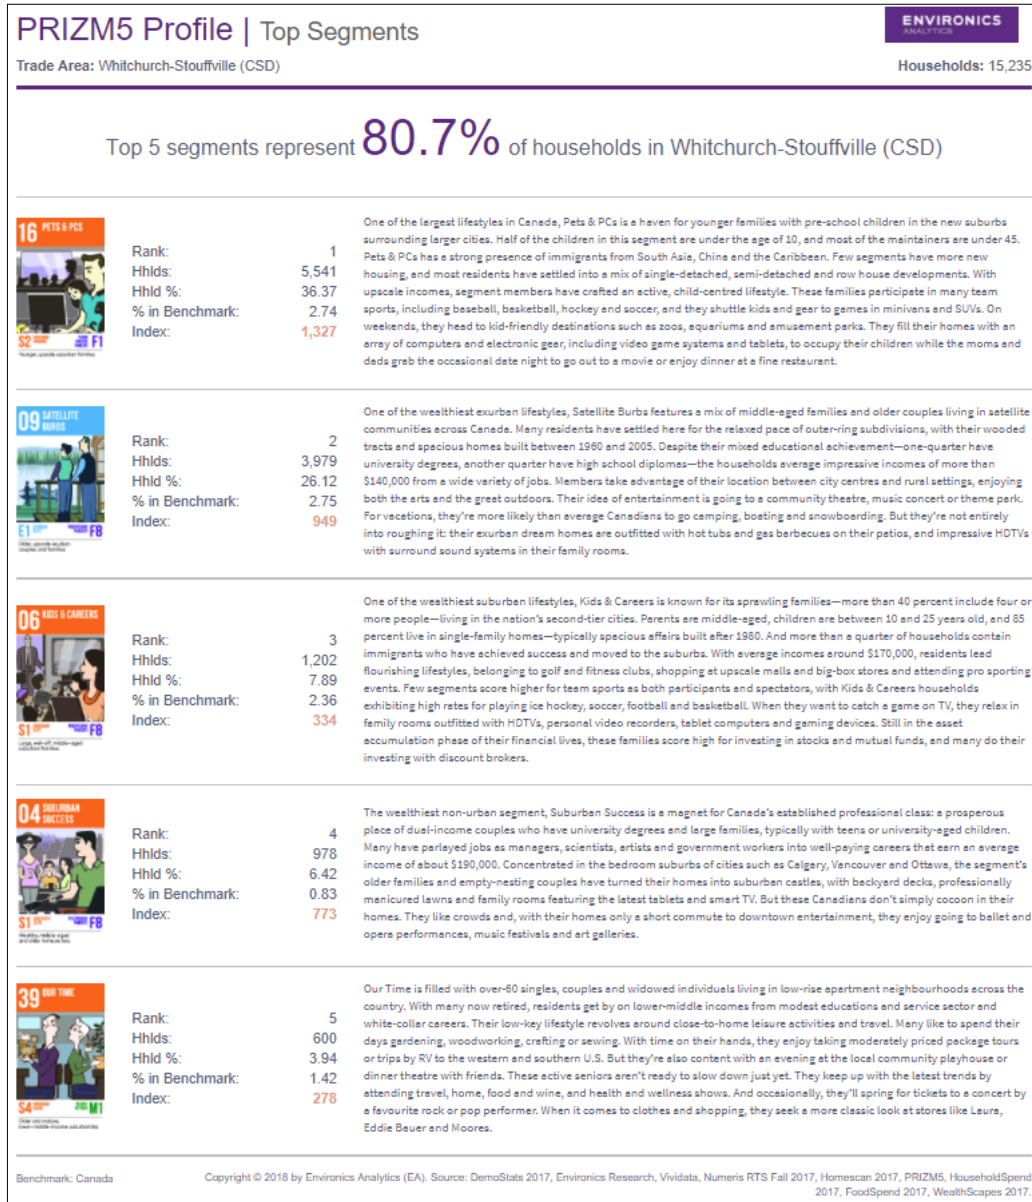 PRIZM5 Profile | Top Segments
ENVIRONICS
ANALYTICS
Trade Area: Whitchurch-Stouffville (CSD)
Households: 15,235
Top 5 segments represent 80.7% of households in Whitchurch-Stouffville (CSD)
16 PETS & PCS
S2 F1
Younger, upscale suburban families
Rank: 1
Hhlds: 5,541
Hhld %: 36.37
% in Benchmark: 2.74
Index: 1,327
One of the largest lifestyles in Canada, Pets & PCs is a haven for younger families with pre-school children in the new suburbs
surrounding larger cities. Half of the children in this segment are under the age of 10, and most of the maintainers are under 45.
Pets & PCs has a strong presence of immigrants from South Asia, China and the Caribbean. Few segments have more new
housing, and most residents have settled into a mix of single-detached, semi-detached and row house developments. With
upscale incomes, segment members have crafted an active, child-centred lifestyle. These families participate in many team
sports, including baseball, basketball, hockey and soccer, and they shuttle kids and gear to games in minivans and SUVs. On
weekends, they head to kid-friendly destinations such as zoos, aquariums and amusement parks. They fill their homes with an
array of computers and electronic gear, including video game systems and tablets, to occupy their children while the moms and
dads grab the occasional date night to go out to a movie or enjoy dinner at a fine restaurant.
09 SATELLITE BURBS
E1 F8
Older, upscale exurban
couples and families
Rank: 2
Hhlds: 3,979
Hhld %: 26.12
% in Benchmark: 2.75
Index: 949
One of the wealthiest exurban lifestyles, Satellite Burbs features a mix of middle-aged families and older couples living in satellite
communities across Canada. Many residents have settled here for the relaxed pace of outer-ring subdivisions, with their wooded
tracts and spacious homes built between 1960 and 2005. Despite their mixed educational achievement—one-quarter have
university degrees, another quarter have high school diplomas—the households average impressive incomes of more than
$140,000 from a wide variety of jobs. Members take advantage of their location between city centres and rural settings, enjoying
both the arts and the great outdoors. Their idea of entertainment is going to a community theatre, music concert or theme park.
For vacations, they're more likely than average Canadians to go camping, boating and snowboarding. But they're not entirely
into roughing it: their exurban dream homes are outfitted with hot tubs and gas barbecues on their patios, and impressive HDTVs
with surround sound systems in their family rooms.
06 KIDS & CAREERS
S1 F8
Large, well-off, middle-aged
suburban families
Rank: 3
Hhlds: 1,202
Hhld %: 7.89
% in Benchmark: 2.36
Index: 334
One of the wealthiest suburban lifestyles, Kids & Careers is known for its sprawling families—more than 40 percent include four or
more people—living in the nation's second-tier cities. Parents are middle-aged, children are between 10 and 25 years old, and 85
percent live in single-family homes—typically spacious affairs built after 1980. And more than a quarter of households contain
immigrants who have achieved success and moved to the suburbs. With average incomes around $170,000, residents lead
flourishing lifestyles, belonging to golf and fitness clubs, shopping at upscale malls and big-box stores and attending pro sporting
events. Few segments score higher for team sports as both participants and spectators, with Kids & Careers households
exhibiting high rates for playing ice hockey, soccer, football and basketball. When they want to catch a game on TV, they relax in
family rooms outfitted with HDTVs, personal video recorders, tablet computers and gaming devices. Still in the asset
accumulation phase of their financial lives, these families score high for investing in stocks and mutual funds, and many do their
investing with discount brokers.
04 SUBURBAN SUCCESS
S1 F8
Wealthy, middle-aged
Rank: 4
Hhlds: 978
Hhld %: 6.42
% in Benchmark: 0.83
Index: 773
The wealthiest non-urban segment, Suburban Success is a magnet for Canada's established professional class: a prosperous
place of dual-income couples who have university degrees and large families, typically with teens or university-aged children.
Many have parlayed jobs as managers, scientists, artists and government workers into well-paying careers that earn an average
income of about $190,000. Concentrated in the bedroom suburbs of cities such as Calgary, Vancouver and Ottawa, the segment's
older families and empty-nesting couples have turned their homes into suburban castles, with backyard decks, professionally
manicured lawns and family rooms featuring the latest tablets and smart TV. But these Canadians don't simply cocoon in their
homes. They like crowds and, with their homes only a short commute to downtown entertainment, they enjoy going to ballet and
opera performances, music festivals and art galleries.
39 OUR TIME
S4 M1
Older and mature,
lower-middle-income suburbanites
Rank: 5
Hhlds: 600
Hhld %: 3.94
% in Benchmark: 1.42
Index: 278
Our Time is filled with over-60 singles, couples and widowed individuals living in low-rise apartment neighbourhoods across the
country. With many now retired, residents get by on lower-middle incomes from modest educations and service sector and
white-collar careers. Their low-key lifestyle revolves around close-to-home leisure activities and travel. Many like to spend their
days gardening, woodworking, crafting or sewing. With time on their hands, they enjoy taking moderately priced package tours
or trips by RV to the western and southern U.S. But they're also content with an evening at the local community playhouse or
dinner theatre with friends. These active seniors aren't ready to slow down just yet. They keep up with the latest trends by
attending travel, home, food and wine, and health and wellness shows. And occasionally, they'll spring for tickets to a concert by
a favourite rock or pop performer. When it comes to clothes and shopping, they seek a more classic look at stores like Laura,
Eddie Bauer and Moores.
Benchmark: Canada
Copyright © 2018 by Environics Analytics (EA). Source: DemoStats 2017, Environics Research, Vividata, Numeris RTS Fall 2017, Homescan 2017, PRIZM5, HouseholdSpend
2017, FoodSpend 2017, WealthScapes 2017.